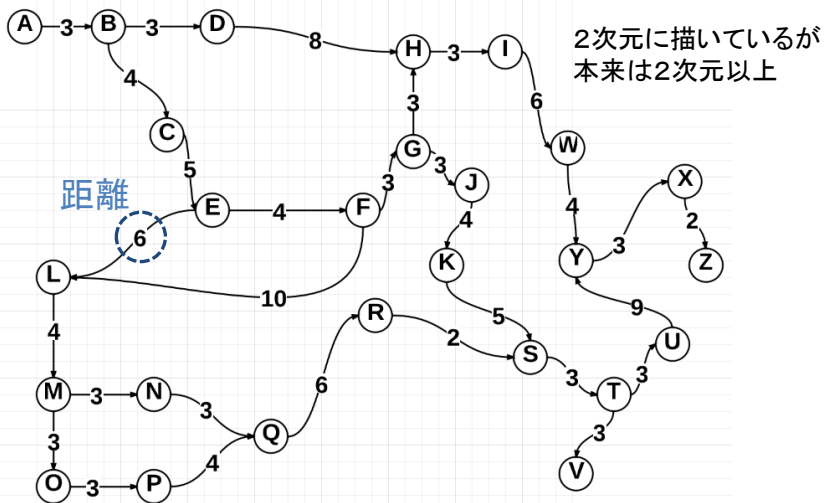 A 3 B 3 D 8 H 3 I
2次元に描いているが
本来は2次元以上
4 3 6
C G 3 J W
5 3 4 4 X
距離
E 4 F K Y 3 2 Z
6
L 10 5 9
4 R 2 S U
6 3 3
M 3 N 3 T
3 Q 3
O 3 P 4 V